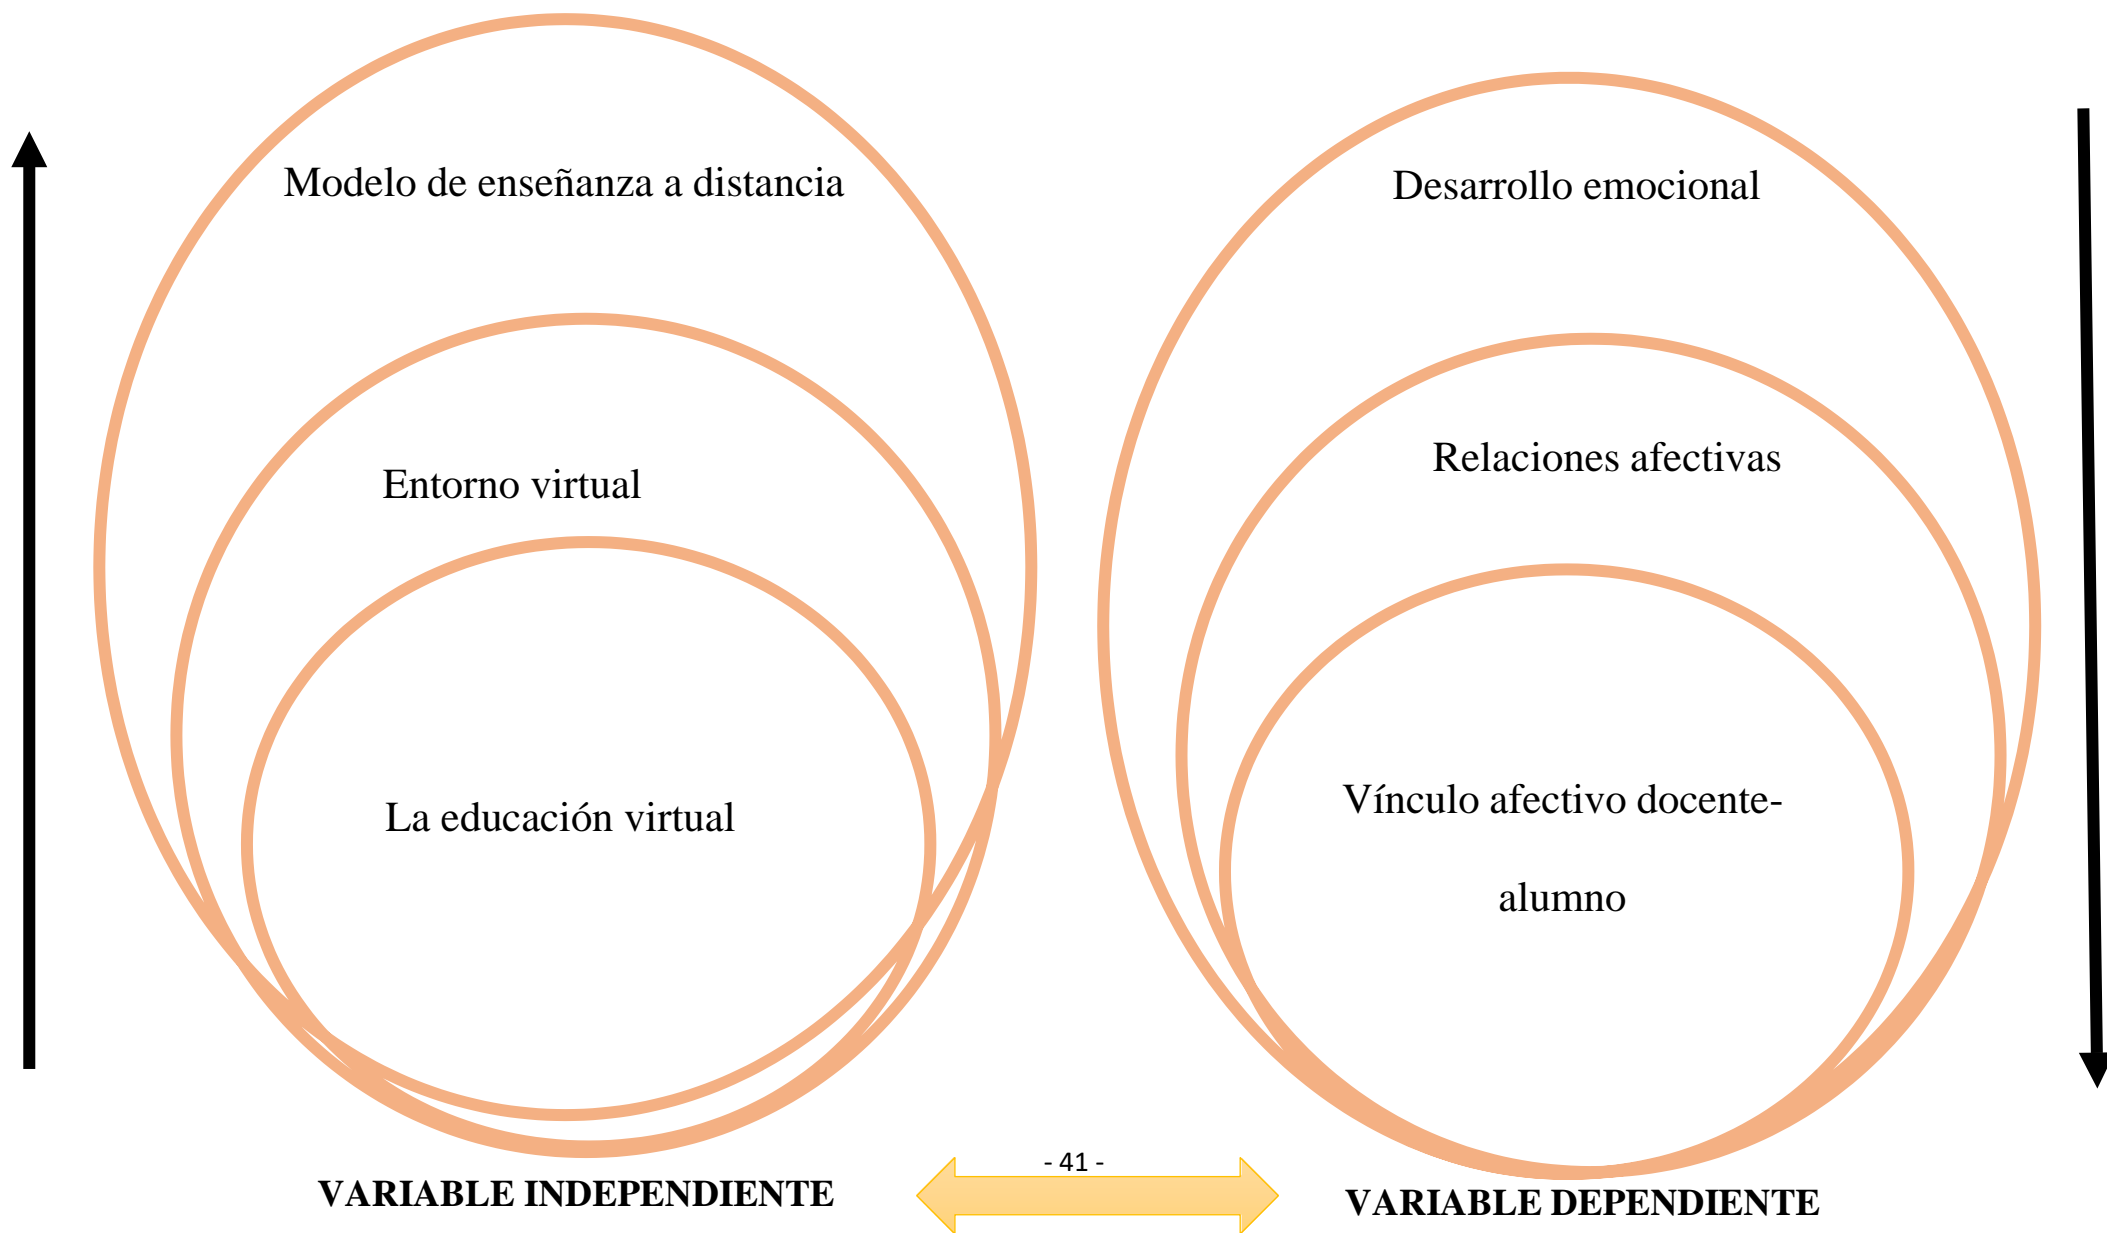 Modelo de enseñanza a distancia
Entorno virtual
La educación virtual
VARIABLE INDEPENDIENTE
Desarrollo emocional
Relaciones afectivas
Vínculo afectivo docente-
alumno
VARIABLE DEPENDIENTE
- 41 -